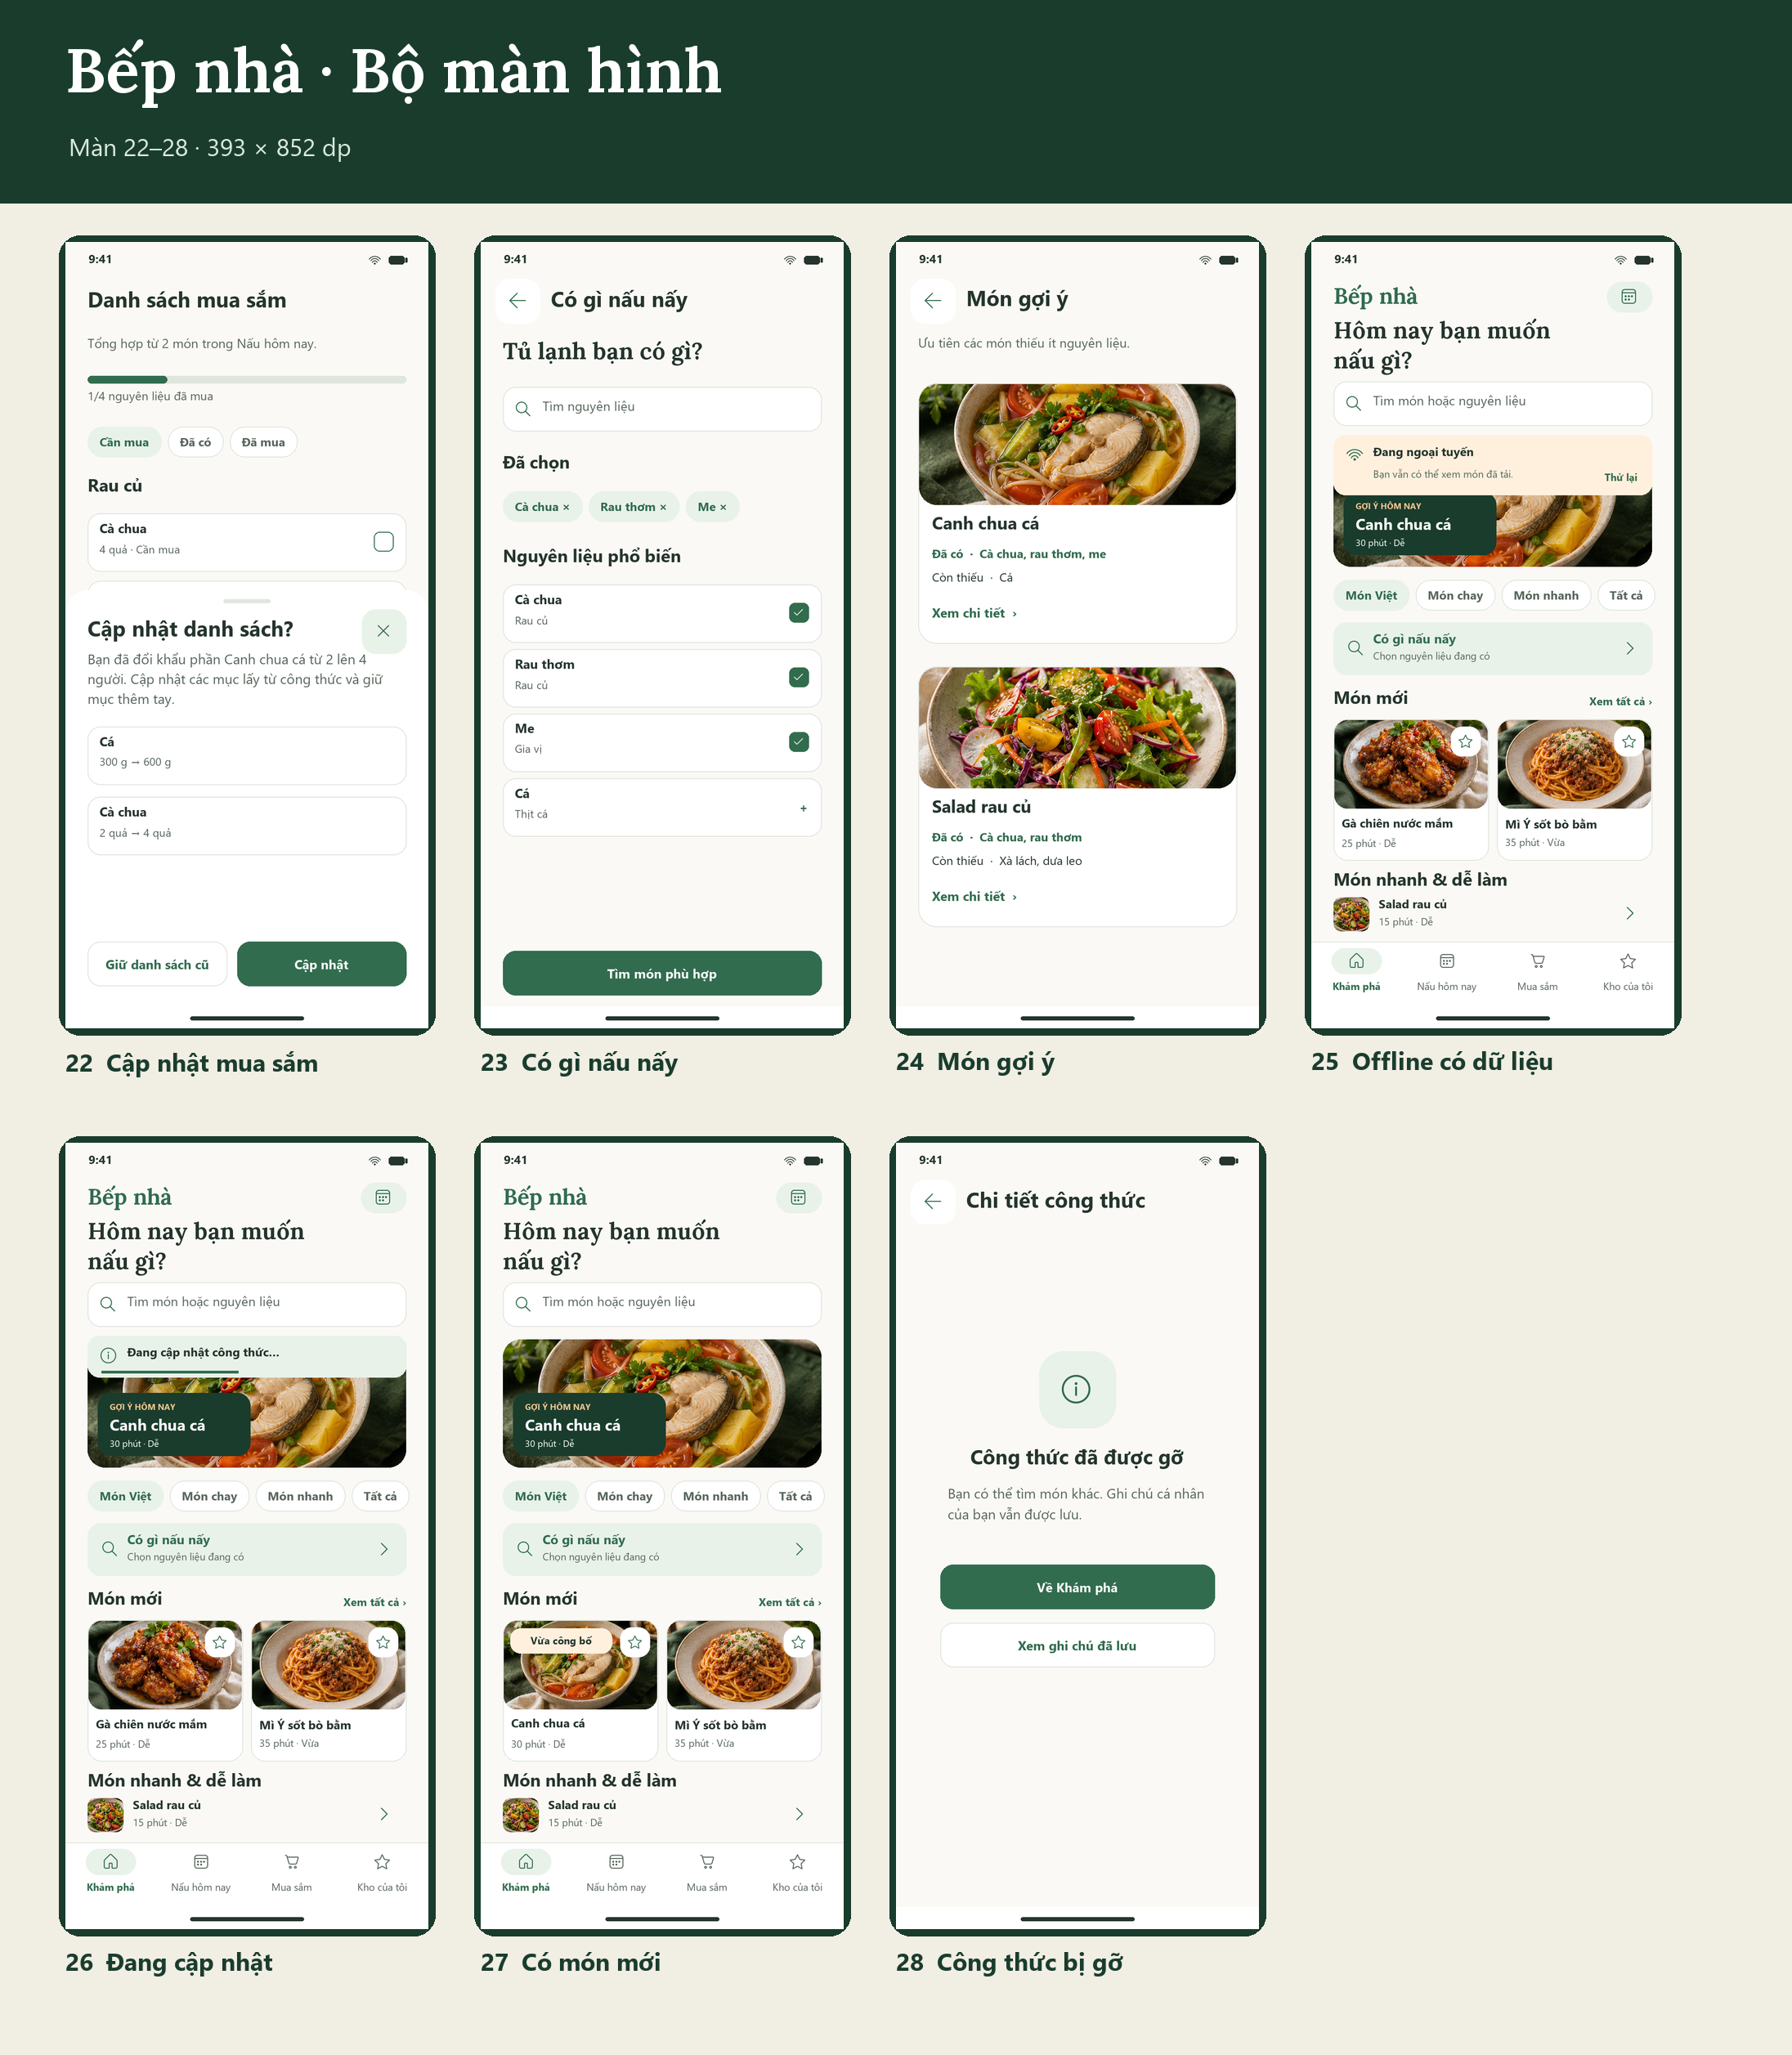 Bếp nhà · Bộ màn hình
Màn 22–28 · 393 × 852 dp
9:41
Danh sách mua sắm
Tổng hợp từ 2 món trong Nấu hôm nay.
1/4 nguyên liệu đã mua
Cần mua
Đã có
Đã mua
Rau củ
Cà chua
4 quả · Cần mua
Cập nhật danh sách?
Bạn đã đổi khẩu phần Canh chua cá từ 2 lên 4
người. Cập nhật các mục lấy từ công thức và giữ
mục thêm tay.
Cá
300 g → 600 g
Cà chua
2 quả → 4 quả
Giữ danh sách cũ
Cập nhật
22 Cập nhật mua sắm
9:41
Có gì nấu nấy
Tủ lạnh bạn có gì?
Tìm nguyên liệu
Đã chọn
Cà chua ×
Rau thơm ×
Me ×
Nguyên liệu phổ biến
Cà chua
Rau củ
Rau thơm
Rau củ
Me
Gia vị
Cá
Thịt cá
+
Tìm món phù hợp
23 Có gì nấu nấy
9:41
Món gợi ý
Ưu tiên các món thiếu ít nguyên liệu.
Canh chua cá
Đã có · Cà chua, rau thơm, me
Còn thiếu · Cá
Xem chi tiết ›
Salad rau củ
Đã có · Cà chua, rau thơm
Còn thiếu · Xà lách, dưa leo
Xem chi tiết ›
24 Món gợi ý
9:41
Bếp nhà
Hôm nay bạn muốn
nấu gì?
Tìm món hoặc nguyên liệu
Đang ngoại tuyến
Bạn vẫn có thể xem món đã tải.
Thử lại
GỢI Ý HÔM NAY
Canh chua cá
30 phút · Dễ
Món Việt
Món chay
Món nhanh
Tất cả
Có gì nấu nấy
Chọn nguyên liệu đang có
Món mới
Xem tất cả ›
Gà chiên nước mắm
25 phút · Dễ
Mì Ý sốt bò bằm
35 phút · Vừa
Món nhanh & dễ làm
Salad rau củ
15 phút · Dễ
Khám phá
Nấu hôm nay
Mua sắm
Kho của tôi
25 Offline có dữ liệu
9:41
Bếp nhà
Hôm nay bạn muốn
nấu gì?
Tìm món hoặc nguyên liệu
Đang cập nhật công thức...
GỢI Ý HÔM NAY
Canh chua cá
30 phút · Dễ
Món Việt
Món chay
Món nhanh
Tất cả
Có gì nấu nấy
Chọn nguyên liệu đang có
Món mới
Xem tất cả ›
Gà chiên nước mắm
25 phút · Dễ
Mì Ý sốt bò bằm
35 phút · Vừa
Món nhanh & dễ làm
Salad rau củ
15 phút · Dễ
Khám phá
Nấu hôm nay
Mua sắm
Kho của tôi
26 Đang cập nhật
9:41
Bếp nhà
Hôm nay bạn muốn
nấu gì?
Tìm món hoặc nguyên liệu
GỢI Ý HÔM NAY
Canh chua cá
30 phút · Dễ
Món Việt
Món chay
Món nhanh
Tất cả
Có gì nấu nấy
Chọn nguyên liệu đang có
Món mới
Xem tất cả ›
Vừa công bố
Canh chua cá
30 phút · Dễ
Mì Ý sốt bò bằm
35 phút · Vừa
Món nhanh & dễ làm
Salad rau củ
15 phút · Dễ
Khám phá
Nấu hôm nay
Mua sắm
Kho của tôi
27 Có món mới
9:41
Chi tiết công thức
Công thức đã được gỡ
Bạn có thể tìm món khác. Ghi chú cá nhân
của bạn vẫn được lưu.
Về Khám phá
Xem ghi chú đã lưu
28 Công thức bị gỡ